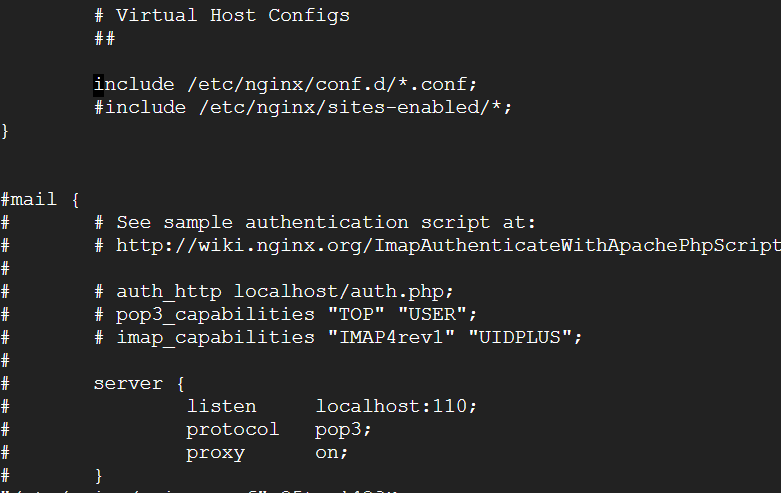 # Virtual Host Configs
##
include /etc/nginx/conf.d/*.conf;
#include /etc/nginx/sites-enabled/*;
}
#mail {
#       # See sample authentication script at:
#       # http://wiki.nginx.org/ImapAuthenticateWithApachePhpScript
#
#       # auth_http localhost/auth.php;
#       # pop3_capabilities "TOP" "USER";
#       # imap_capabilities "IMAP4rev1" "UIDPLUS";
#
#       server {
#               listen     localhost:110;
#               protocol   pop3;
#               proxy      on;
#       }